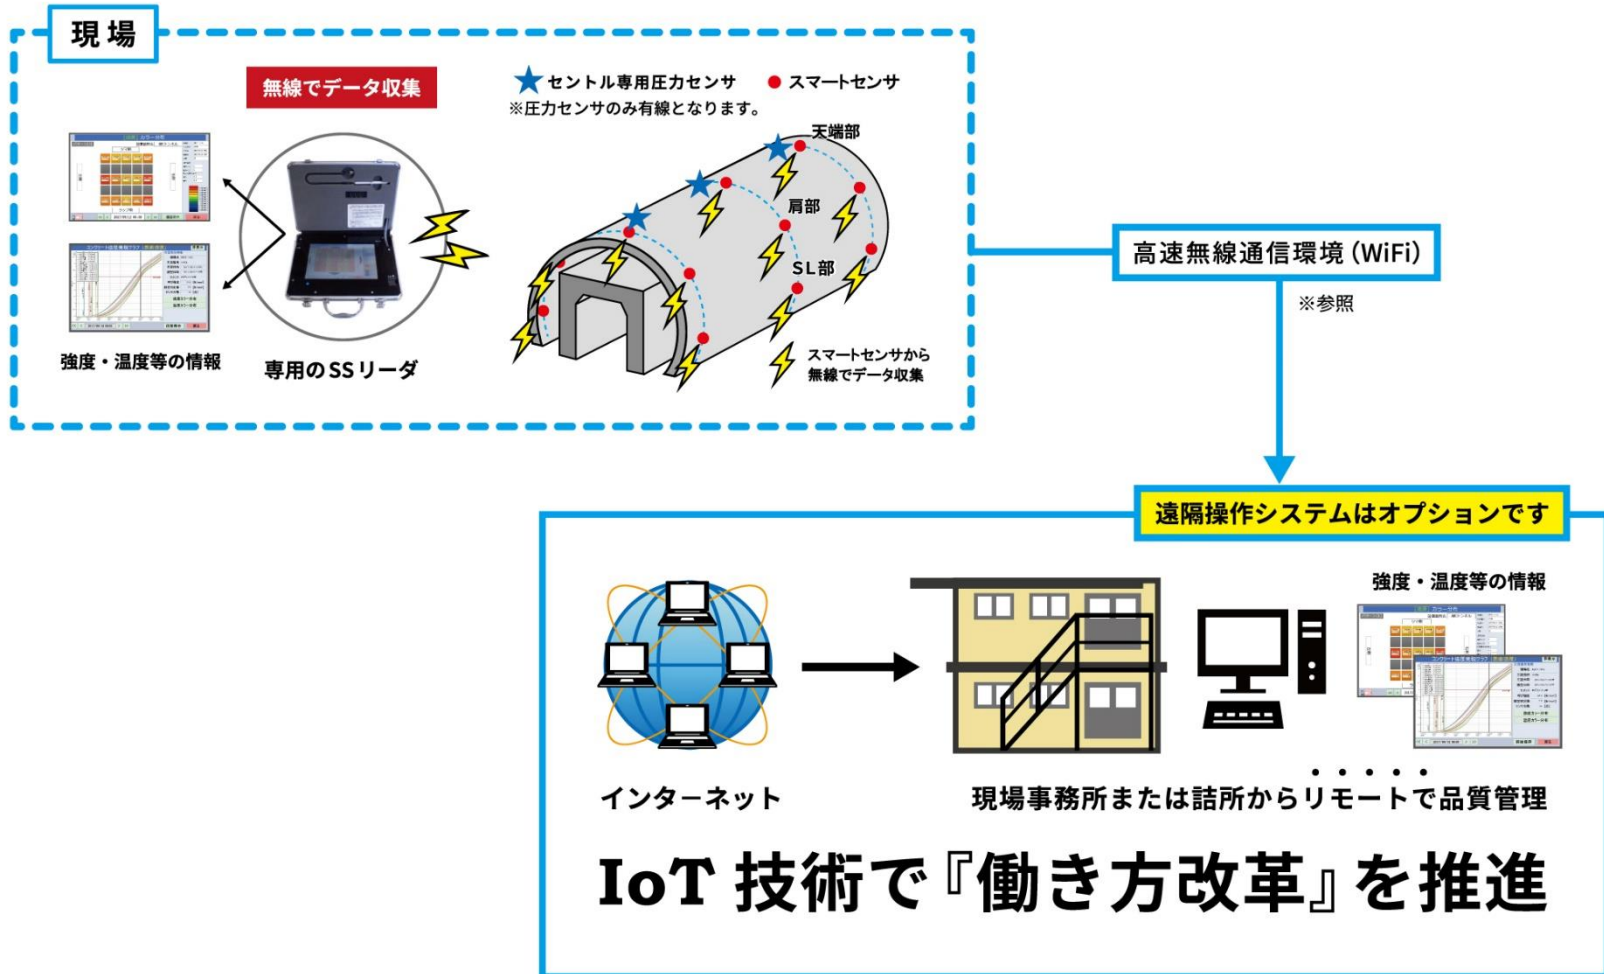 現場
無線でデータ収集
★セントル専用圧力センサ ●スマートセンサ
※圧力センサのみ有線となります。
天端部
肩部
SL部
スマートセンサから
無線でデータ収集
強度・温度等の情報
専用のSSリーダ
高速無線通信環境(WiFi)
※参照
遠隔操作システムはオプションです
強度・温度等の情報
インターネット
現場事務所または詰所からリモートで品質管理
IoT 技術で『働き方改革』を推進